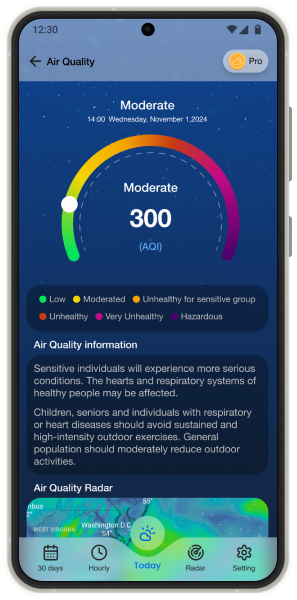 12:30
Air Quality
Pro
Moderate
14:00 Wednesday, November 1,2024
Moderate
300
(AQI)
Low Moderated Unhealthy for sensitive group
Unhealthy Very Unhealthy Hazardous
Air Quality information
Sensitive individuals will experience more serious
conditions. The hearts and respiratory systems of
healthy people may be affected.
Children, seniors and individuals with respiratory
or heart diseases should avoid sustained and
high-intensity outdoor exercises. General
population should moderately reduce outdoor
activities.
Air Quality Radar
nbus
2°
55°
WEST VIRGINIA
Washington D.C
54°
30 days
Hourly
Today
Radar
Setting